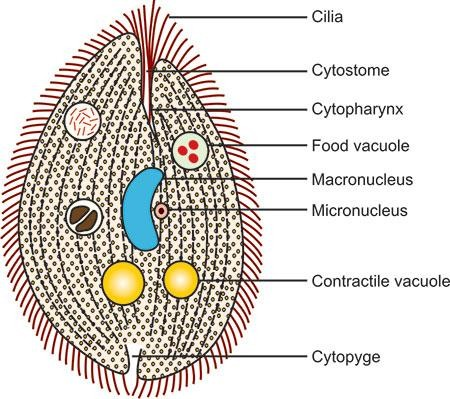 Cilia
Cytostome
Cytopharynx
Food vacuole
Macronucleus
Micronucleus
Contractile vacuole
Cytopyge